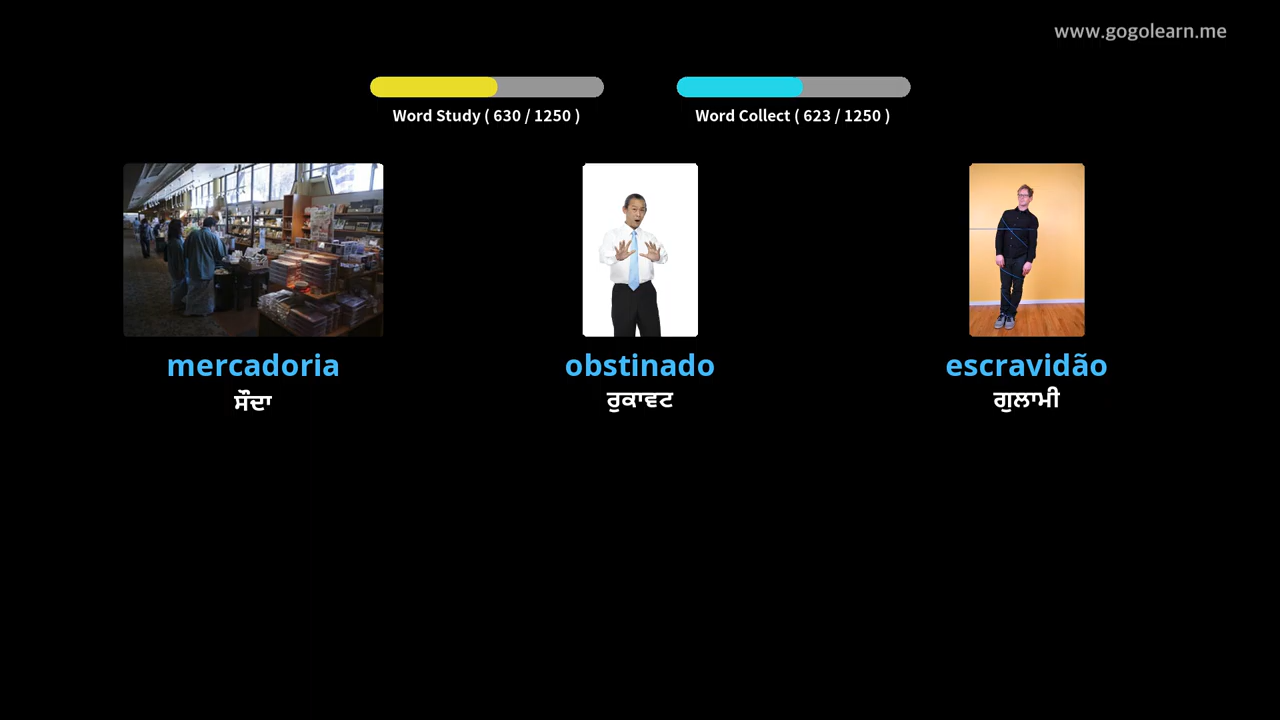 www.gogolearn.me
Word Study ( 630 / 1250 )
Word Collect ( 623 / 1250 )
mercadoria
ਸੌਦਾ
obstinado
ਰੁਕਾਵਟ
escravidão
ਗੁਲਾਮੀ